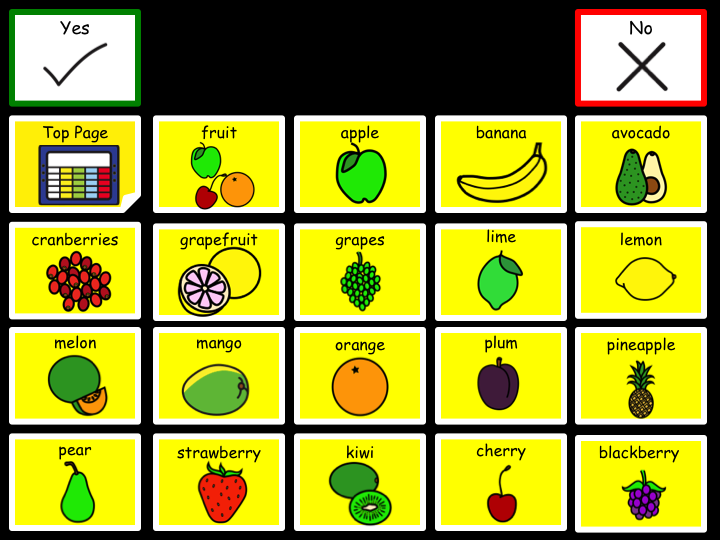 Yes
No
Top Page
fruit
apple
banana
avocado
cranberries
grapefruit
grapes
lime
lemon
melon
mango
orange
plum
pineapple
pear
strawberry
kiwi
cherry
blackberry